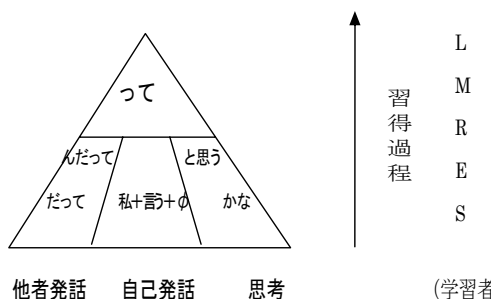 って
んだって
と思う
だって
私+言う+φ
かな
他者発話
自己発話
思考
習得過程
L
M
R
E
S
(学習者